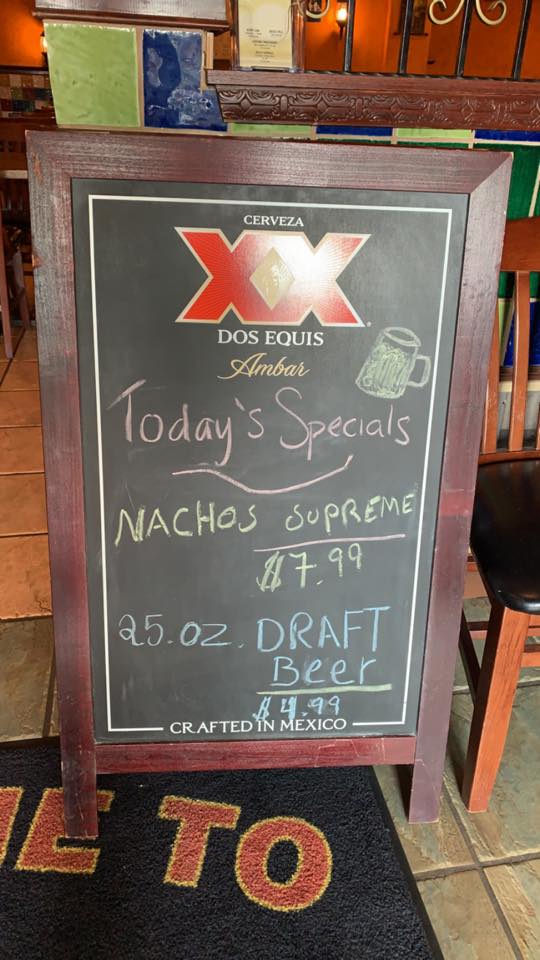 CERVEZA
XX
DOS EQUIS
Ambar
Today's Specials
NACHOS SUPREME
$7.99
25.OZ. DRAFT
Beer
$4.99
CRAFTED IN MEXICO
ME TO